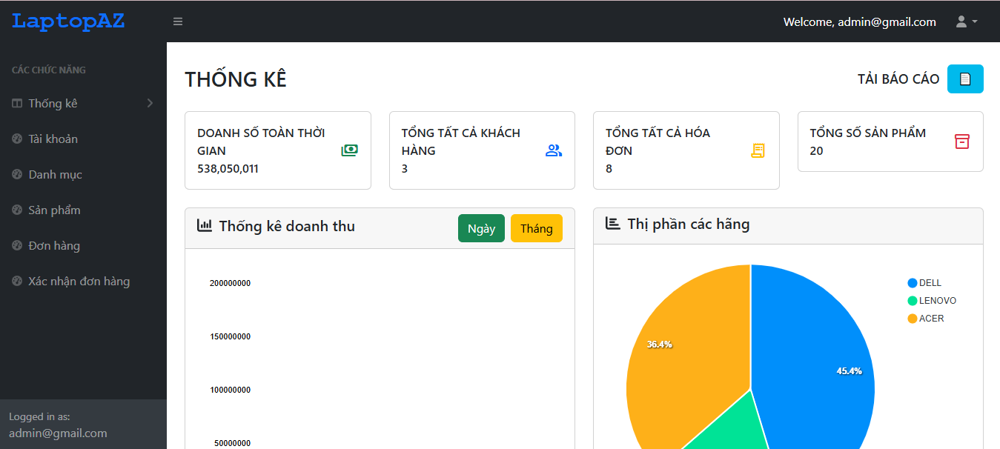 LaptopAZ
Welcome, admin@gmail.com
CÁC CHỨC NĂNG
Thống kê
Tài khoản
Danh mục
Sản phẩm
Đơn hàng
Xác nhận đơn hàng
Logged in as:
admin@gmail.com
THỐNG KÊ
TẢI BÁO CÁO
DOANH SỐ TOÀN THỜI
GIAN
538,050,011
TỔNG TẤT CẢ KHÁCH
HÀNG
3
TỔNG TẤT CẢ HÓA
ĐƠN
8
TỔNG SỐ SẢN PHẨM
20
Thống kê doanh thu
Ngày
Tháng
200000000
150000000
100000000
50000000
Thị phần các hãng
36.4%
45.4%
DELL
LENOVO
ACER